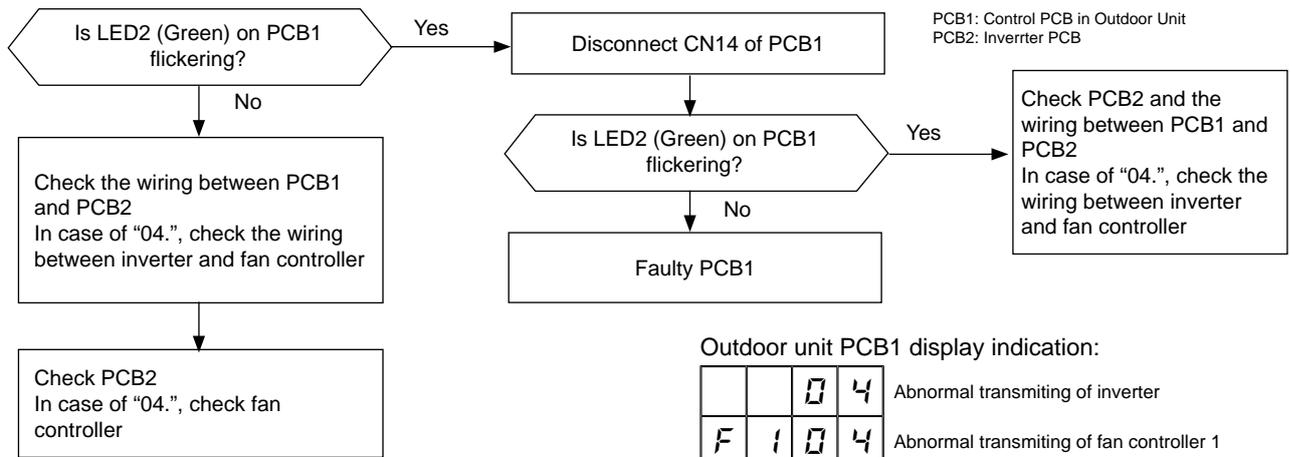 Is LED2 (Green) on PCB1
flickering?
Yes
No
Disconnect CN14 of PCB1
PCB1: Control PCB in Outdoor Unit
PCB2: Inverrter PCB
Is LED2 (Green) on PCB1
flickering?
Yes
No
Check PCB2 and the
wiring between PCB1 and
PCB2
In case of “04.”, check the
wiring between inverter
and fan controller
Check the wiring between PCB1
and PCB2
In case of “04.”, check the wiring
between inverter and fan controller
Faulty PCB1
Check PCB2
In case of “04.”, check fan
controller
Outdoor unit PCB1 display indication:
04 Abnormal transmiting of inverter
F104 Abnormal transmiting of fan controller 1